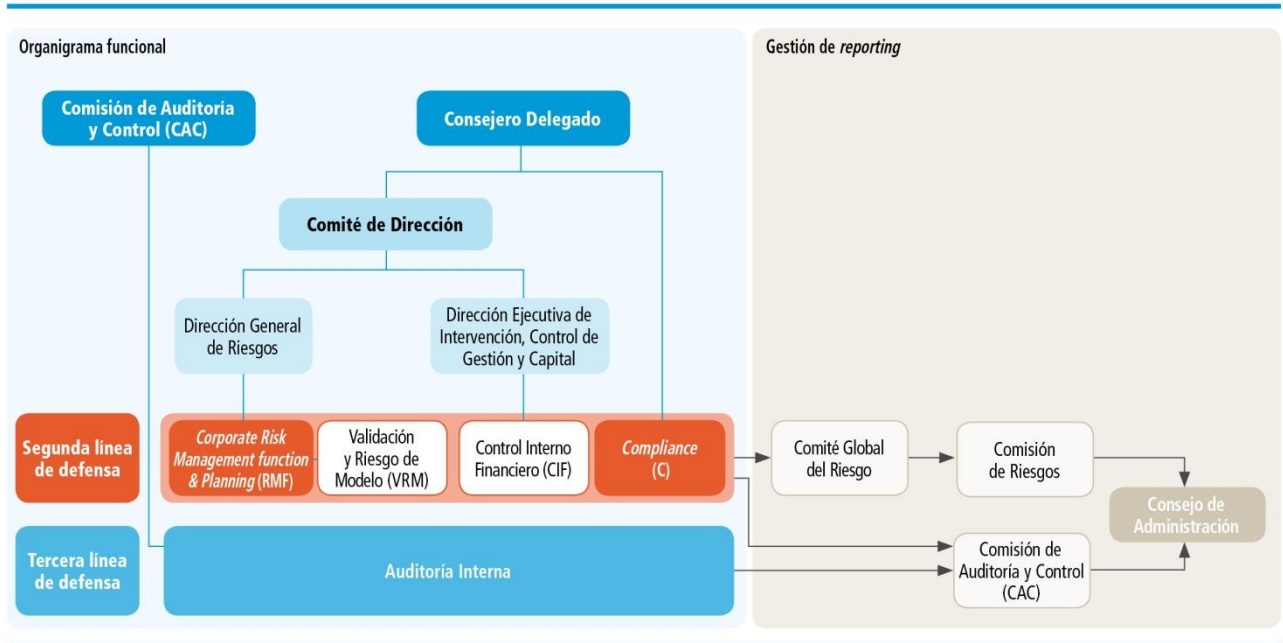 Organigrama funcional
Gestión de reporting
Comisión de Auditoría
y Control (CAC)
Consejero Delegado
Comité de Dirección
Dirección General
de Riesgos
Dirección Ejecutiva de
Intervención, Control de
Gestión y Capital
Segunda línea
de defensa
Corporate Risk
Management function
& Planning (RMF)
Validación
y Riesgo de
Modelo (VRM)
Control Interno
Financiero (CIF)
Compliance
(C)
Comité Global
del Riesgo
Comisión
de Riesgos
Consejo de
Administración
Tercera línea
de defensa
Auditoría Interna
Comisión de
Auditoría y Control
(CAC)